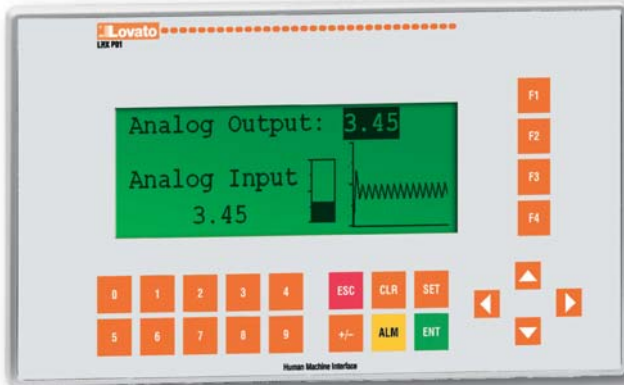 Lovato
LRX P01
F1
F2
F3
F4
Analog Output: 3.45
Analog Input
3.45
0 1 2 3 4 ESC CLR SET
5 6 7 8 9 +/− ALM ENT
Human Machine Interface